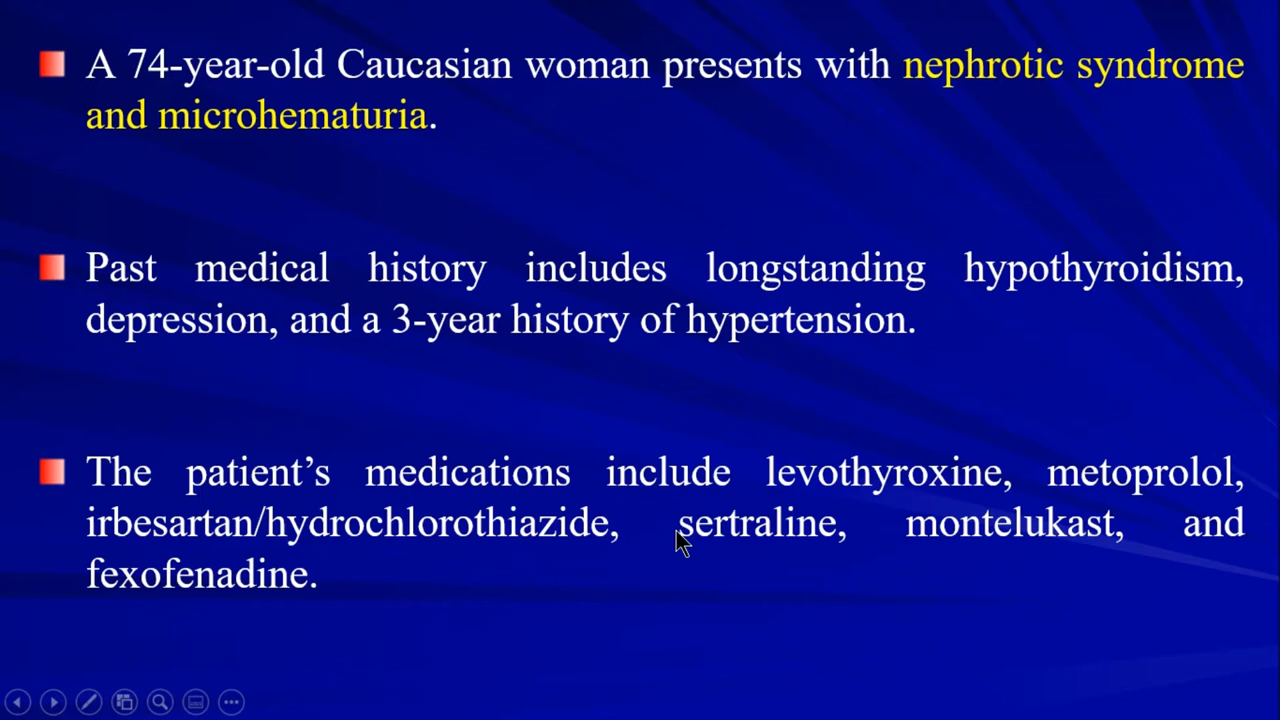 A 74-year-old Caucasian woman presents with nephrotic syndrome
and microhematuria.
Past medical history includes longstanding hypothyroidism,
depression, and a 3-year history of hypertension.
The patient’s medications include levothyroxine, metoprolol,
irbesartan/hydrochlorothiazide, sertraline, montelukast, and
fexofenadine.